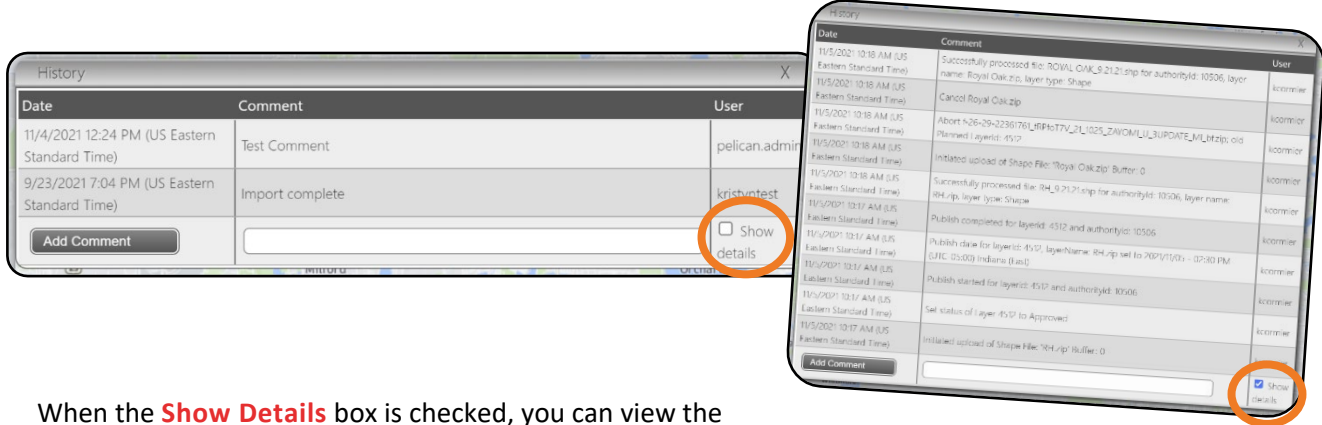 History X
Date Comment User
11/4/2021 12:24 PM (US Eastern
Standard Time)
Test Comment
pelican.admin
9/23/2021 7:04 PM (US Eastern
Standard Time)
Import complete
kristyntest
Add Comment
Show
details
Milford
Orchar
History
X
Date Comment User
11/5/2021 10:18 AM (US
Eastern Standard Time)
Successfully processed file: ROYAL OAK_9.21.21.shp for authorityId: 10506, layer
name: Royal Oak.zip, layer type: Shape
kcormier
11/5/2021 10:18 AM (US
Eastern Standard Time)
Cancel Royal Oak.zip
kcormier
11/5/2021 10:18 AM (US
Eastern Standard Time)
Planned LayerId: 4512
kcormier
11/5/2021 10:18 AM (US
Eastern Standard Time)
Initiated upload of Shape File: 'Royal Oak.zip' Buffer: 0
kcormier
11/5/2021 10:18 AM (US
Eastern Standard Time)
Successfully processed file: RH_9.21.21.shp for authorityId: 10506, layer name:
RH.zip, layer type: Shape
kcormier
11/5/2021 10:17 AM (US
Eastern Standard Time)
Publish completed for layerId: 4512 and authorityId: 10506
kcormier
11/5/2021 10:17 AM (US
Eastern Standard Time)
Publish date for layerId: 4512, layerName: RH.zip set to 2021/11/05 - 02:30 PM
(UTC-05:00) Indiana (East)
kcormier
11/5/2021 10:17 AM (US
Eastern Standard Time)
Publish started for layerId: 4512 and authorityId: 10506
kcormier
11/5/2021 10:17 AM (US
Eastern Standard Time)
Set status of Layer 4512 to Approved
kcormier
11/5/2021 10:17 AM (US
Eastern Standard Time)
Initiated upload of Shape File: 'RH.zip' Buffer: 0
kcormier
Add Comment
Show
details
When the Show Details box is checked, you can view the